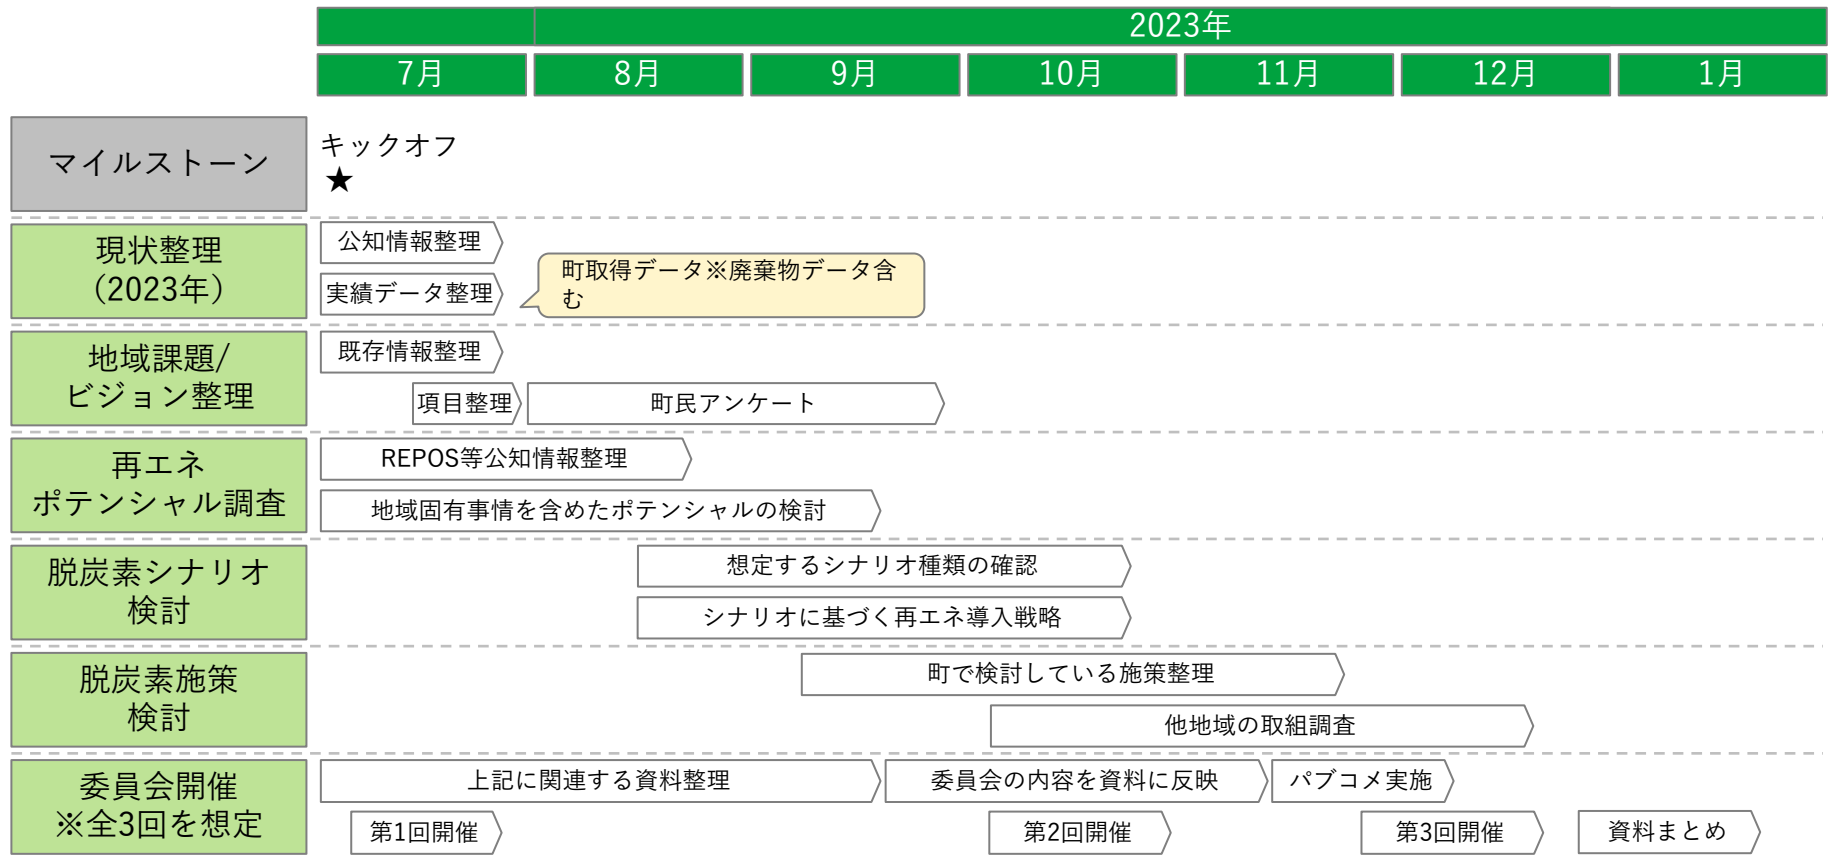 2023年
7月
8月
9月
10月
11月
12月
1月
マイルストーン
キックオフ
★
現状整理
（2023年）
公知情報整理
実績データ整理
町取得データ※廃棄物データ含
む
地域課題/
ビジョン整理
既存情報整理
項目整理
町民アンケート
再エネ
ポテンシャル調査
REPOS等公知情報整理
地域固有事情を含めたポテンシャルの検討
脱炭素シナリオ
検討
想定するシナリオ種類の確認
シナリオに基づく再エネ導入戦略
脱炭素施策
検討
町で検討している施策整理
他地域の取組調査
委員会開催
※全3回を想定
上記に関連する資料整理
委員会の内容を資料に反映
パブコメ実施
第1回開催
第2回開催
第3回開催
資料まとめ